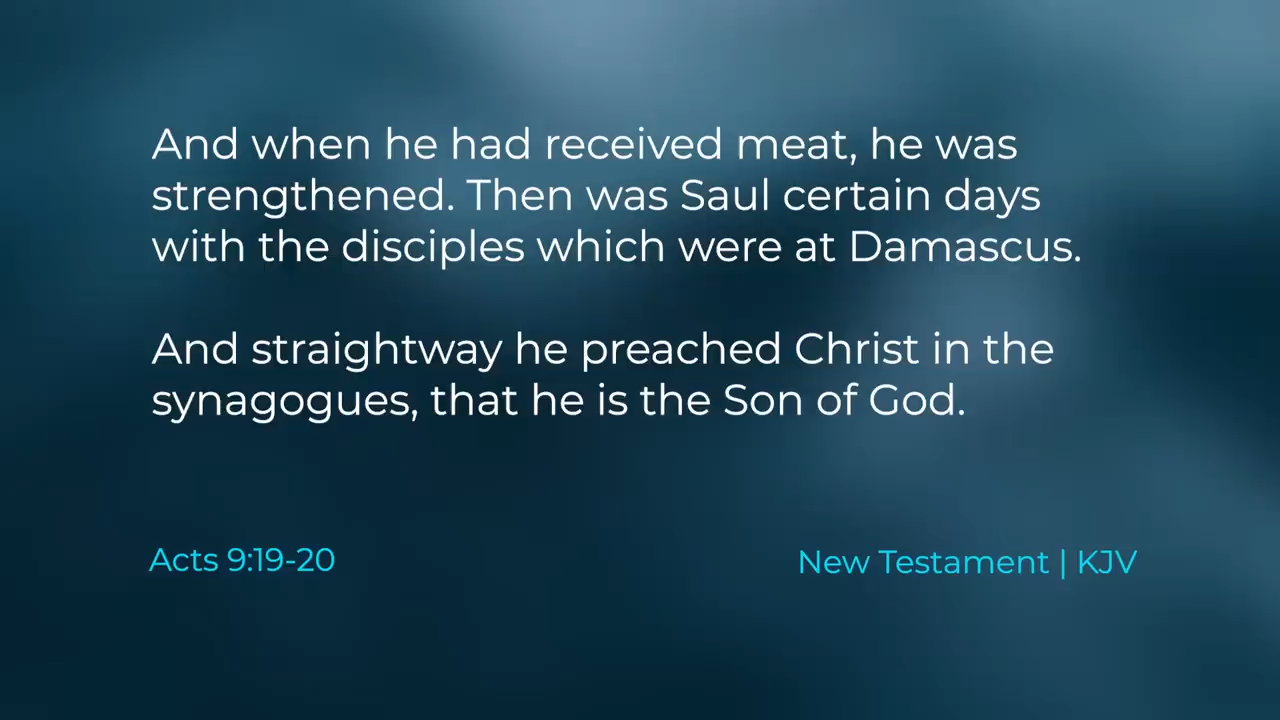 And when he had received meat, he was
strengthened. Then was Saul certain days
with the disciples which were at Damascus.
And straightway he preached Christ in the
synagogues, that he is the Son of God.
Acts 9:19-20
New Testament | KJV